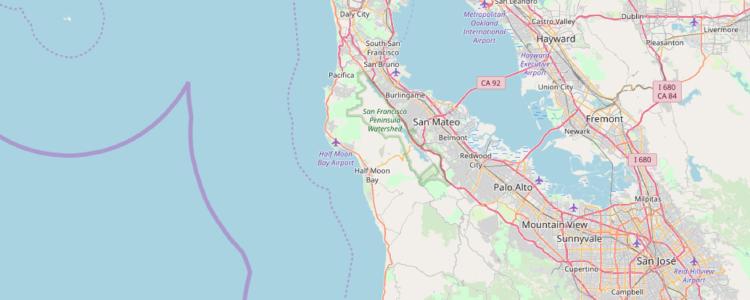 San Leandro
Daly City
Metropolitan
Oakland
International
Airport
Castro Valley
Dublin
Livermore
South San
Francisco
Hayward
Pleasanton
San Bruno
Hayward
Executive
Airport
Pacifica
CA 92
Union City
I 680
CA 84
Burlingame
San Francisco
Peninsula
Watershed
San Mateo
Fremont
Belmont
Newark
Half Moon
Bay Airport
Redwood
City
I 680
Half Moon
Bay
Palo Alto
Milpitas
Mountain View
Sunnyvale
San José
Cupertino
Reid-Hillview
Airport
Campbell